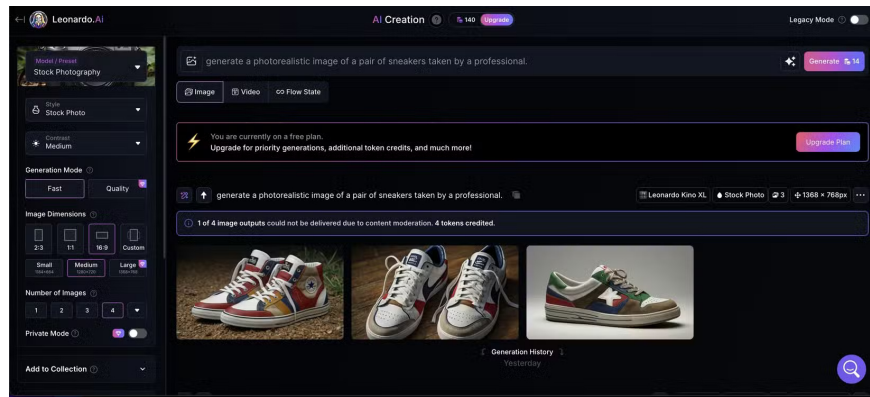 Leonardo.Ai
AI Creation
140
Upgrade
Legacy Mode
Model / Preset
Stock Photography
Style
Stock Photo
Contrast
Medium
Generation Mode
Fast
Quality
Image Dimensions
2:3
1:1
16:9
Custom
Small
Medium
Large
Number of Images
1
2
3
4
Private Mode
Add to Collection
generate a photorealistic image of a pair of sneakers taken by a professional.
Generate 14
Image
Video
Flow State
You are currently on a free plan.
Upgrade for priority generations, additional token credits, and much more!
Upgrade Plan
generate a photorealistic image of a pair of sneakers taken by a professional.
Leonardo Kino XL
Stock Photo
3
1368 × 768px
1 of 4 image outputs could not be delivered due to content moderation. 4 tokens credited.
Generation History
Yesterday